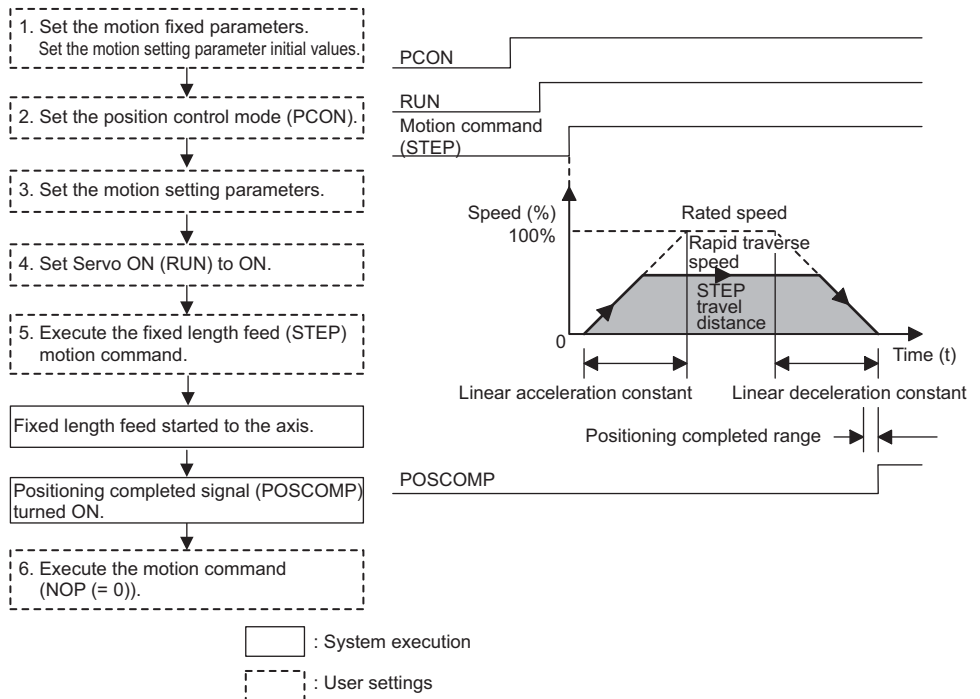 1. Set the motion fixed parameters.
Set the motion setting parameter initial values.
2. Set the position control mode (PCON).
3. Set the motion setting parameters.
4. Set Servo ON (RUN) to ON.
5. Execute the fixed length feed (STEP)
motion command.
Fixed length feed started to the axis.
Positioning completed signal (POSCOMP)
turned ON.
6. Execute the motion command
(NOP (= 0)).
PCON
RUN
Motion command
(STEP)
Speed (%)
100%
Rated speed
Rapid traverse
speed
STEP
travel
distance
0
Time (t)
Linear acceleration constant
Linear deceleration constant
Positioning completed range
POSCOMP
: System execution
: User settings